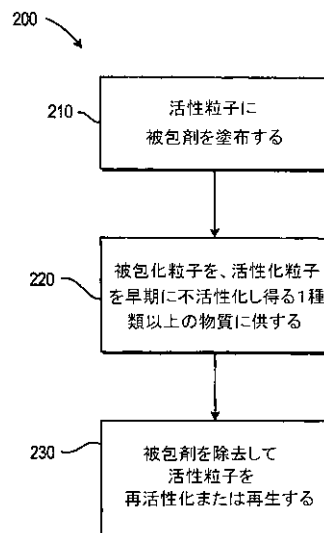 200
210
活性粒子に
被包剤を塗布する
220
被包化粒子を、活性化粒子
を早期に不活性化し得る1種
類以上の物質に供する
230
被包剤を除去して
活性粒子を
再活性化または再生する